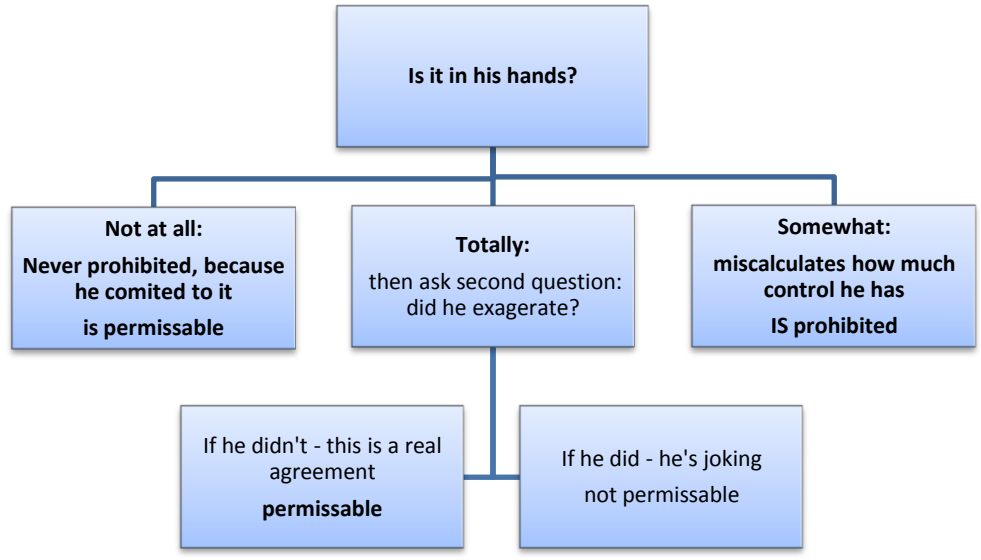 Is it in his hands?
Not at all:
Never prohibited, because
he comited to it
is permissable
Totally:
then ask second question:
did he exagerate?
Somewhat:
miscalculates how much
control he has
IS prohibited
If he didn't - this is a real
agreement
permissable
If he did - he's joking
not permissable